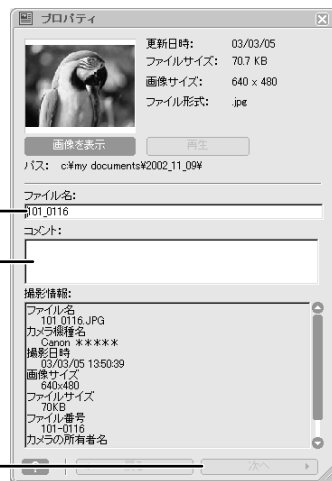 プロパティ
更新日時: 03/03/05
ファイルサイズ: 70.7 KB
画像サイズ: 640 x 480
ファイル形式: .jpg
画像を表示 再生
パス: c:¥my documents¥2002_11_09¥
ファイル名:
101_0116
コメント:
撮影情報:
ファイル名
101_0116.JPG
カメラ機種名
Canon *****
撮影日時
03/03/05 13:50:39
画像サイズ
640x480
ファイルサイズ
70KB
ファイル番号
101-0116
カメラの所有者名
戻る 次へ